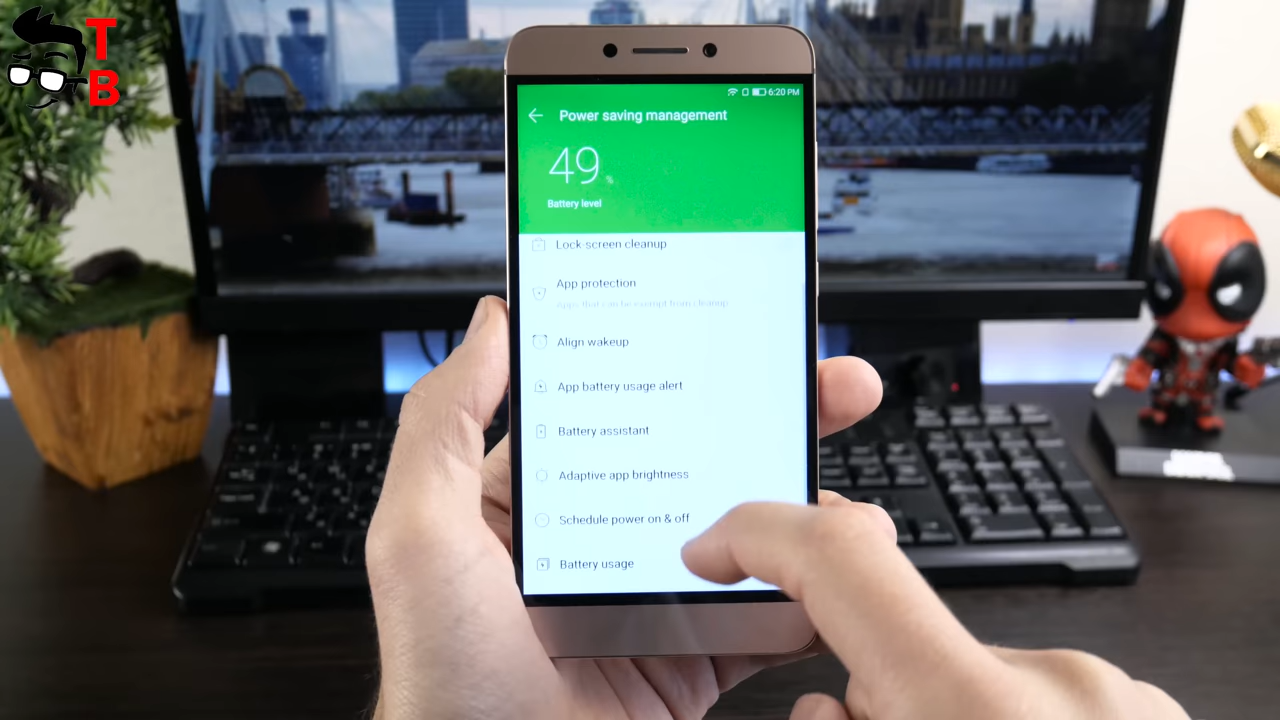 T
B
6:20 PM
Power saving management
49%
Battery level
Lock-screen cleanup
App protection
Apps that can be exempt from cleanup
Align wakeup
App battery usage alert
Battery assistant
Adaptive app brightness
Schedule power on & off
Battery usage